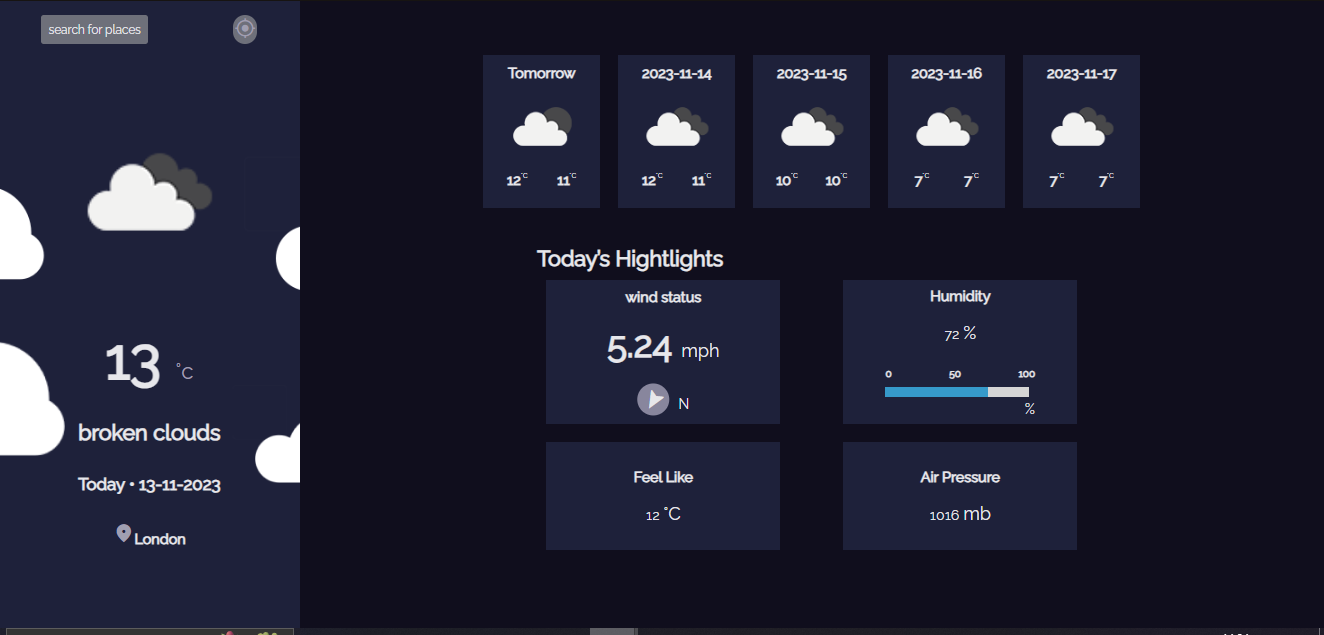 search for places
13 °C
broken clouds
Today • 13-11-2023
London
Tomorrow
12°C 11°C
2023-11-14
12°C 11°C
2023-11-15
10°C 10°C
2023-11-16
7°C 7°C
2023-11-17
7°C 7°C
Today's Hightlights
wind status
5.24 mph
N
Humidity
72 %
0 50 100
%
Feel Like
12 °C
Air Pressure
1016 mb